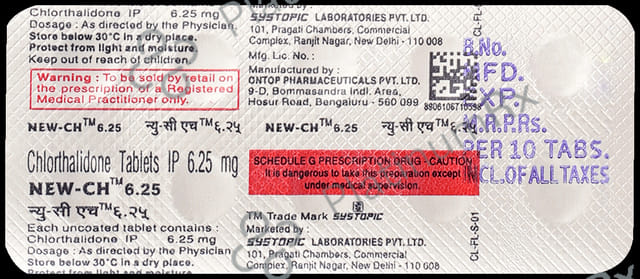 Chlorthalidone IP 6.25 mg
Dosage : As directed by the Physician
Store below 30°C in a dry place.
Protect from light and moisture.
Keep out of reach of children.
Warning : To be sold by retail on
the prescription of a Registered
Medical Practitioner only.
NEW-CH™ 6.25 न्यु-सी एच™ ६.२५
Chlorthalidone Tablets IP 6.25 mg
NEW-CH™ 6.25
न्यु-सी एच™ ६.२५
Each uncoated tablet contains :
Chlorthalidone IP 6.25 mg
Dosage : As directed by the Physician
Store below 30°C in a dry place.
Protect from light and moisture
Marketed by :
SYSTOPIC LABORATORIES PVT. LTD.
101, Pragati Chambers, Commercial
Complex, Ranjit Nagar, New Delhi - 110 008
Mfg. Lic. No. :
Manufactured by :
ONTOP PHARMACEUTICALS PVT. LTD.
9-D, Bommasandra Indl. Area,
Hosur Road, Bengaluru - 560 099
NEW-CH™ 6.25 न्यु-सी एच™ ६.२५
SCHEDULE G PRESCRIPTION DRUG - CAUTION
It is dangerous to take this preparation except
under medical supervision.
TM Trade Mark SYSTOPIC
Marketed by :
SYSTOPIC LABORATORIES PVT. LTD.
101, Pragati Chambers, Commercial
Complex, Ranjit Nagar, New Delhi - 110 008
CL-FL-S-01
B.No.
MFD.
EXP.
M.R.P.Rs.
PER 10 TABS.
INCL.OF ALL TAXES